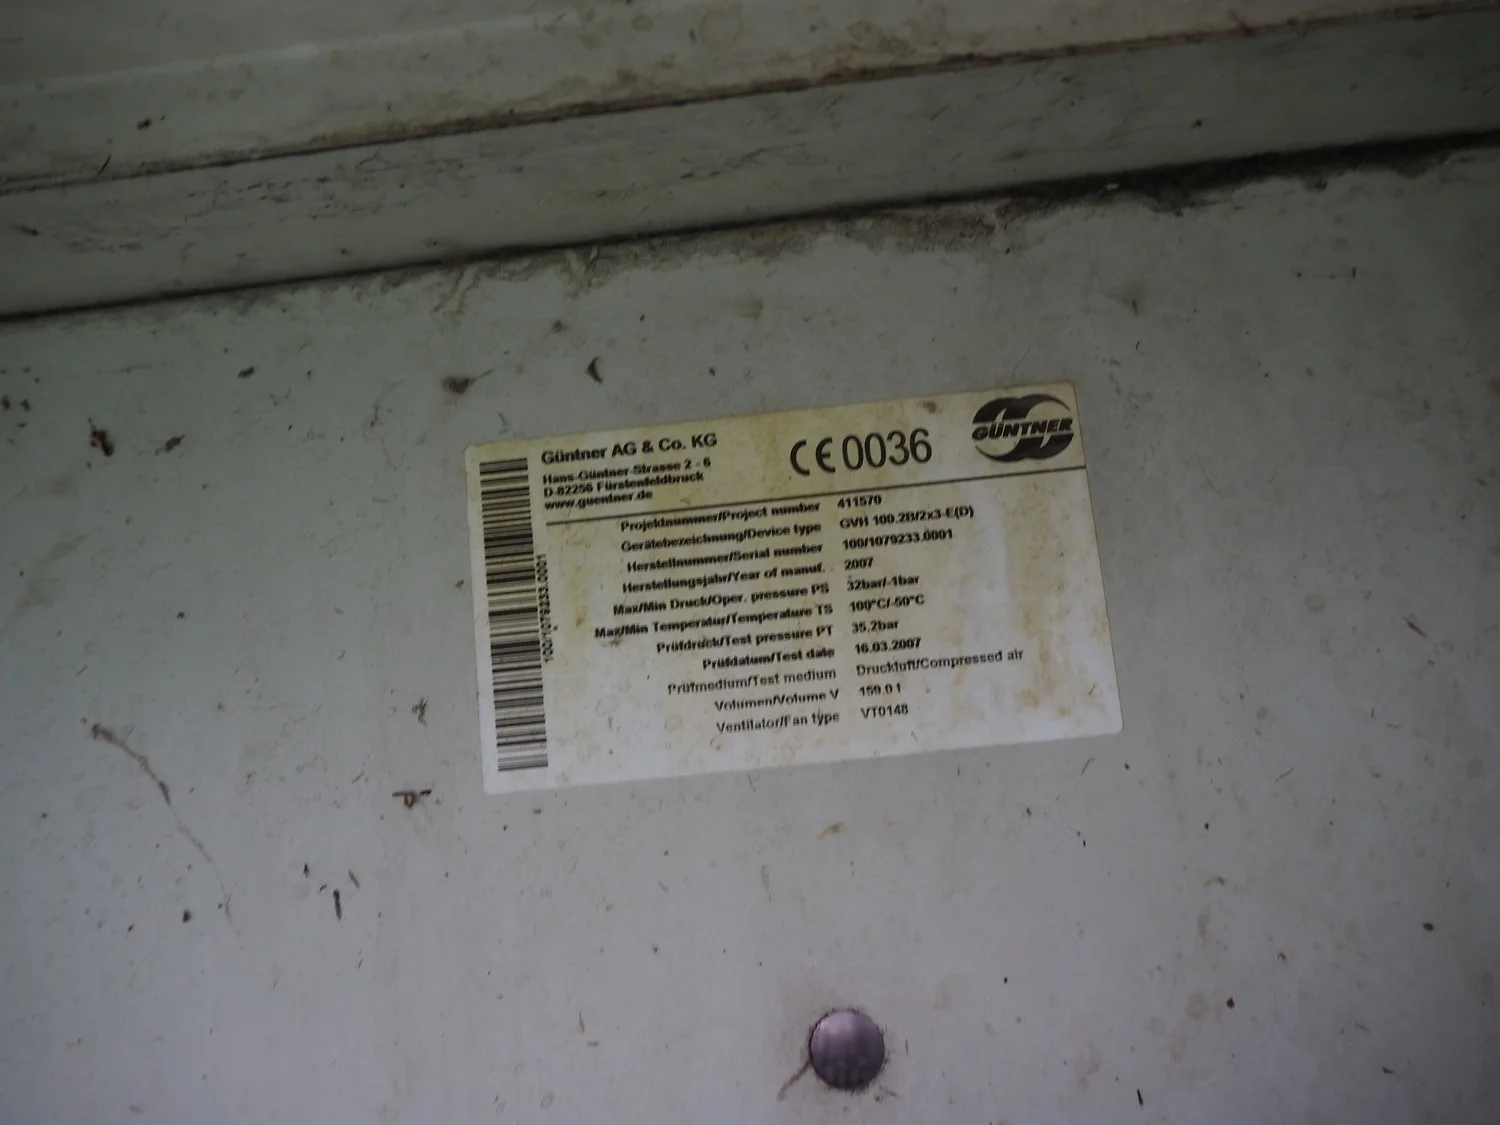 Güntner AG & Co. KG
Hans-Güntner-Strasse 2 - 6
D-82256 Fürstenfeldbruck
www.guentner.de
CE 0036
GÜNTNER
Projektnummer/Project number 411570
Gerätebezeichnung/Device type GVH 100.2B/2x3-E(D)
Herstellnummer/Serial number 100/1079233.0001
Herstellungsjahr/Year of manuf. 2007
Max/Min Druck/Oper. pressure PS 32bar/-1bar
Max/Min Temperatur/Temperature TS 100°C/-50°C
Prüfdruck/Test pressure PT 35.2bar
Prüfdatum/Test date 16.03.2007
Prüfmedium/Test medium Druckluft/Compressed air
Volumen/Volume V 150.0 l
Ventilator/Fan type VT0148
100/1079233.0001